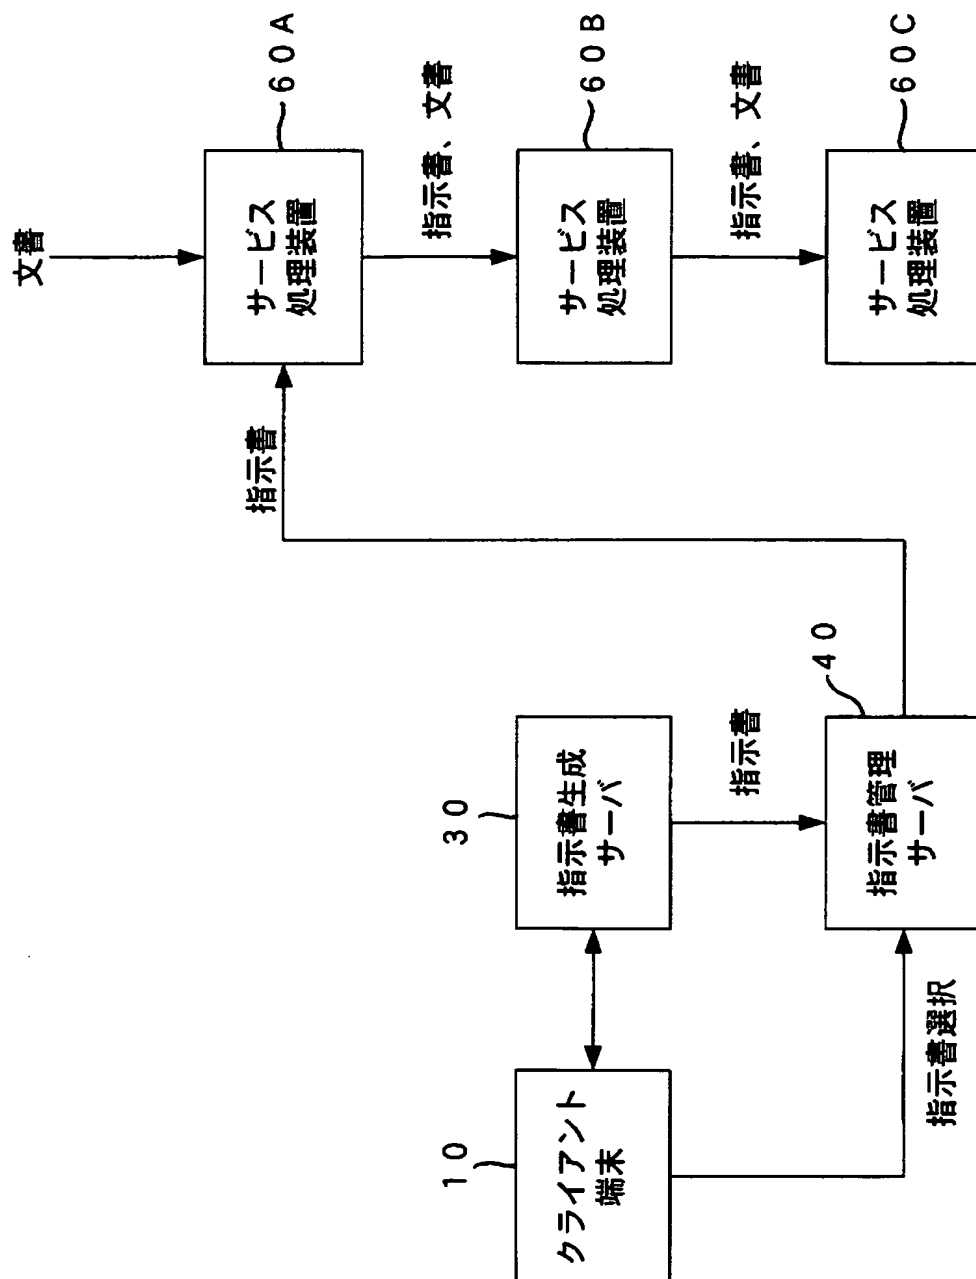 文書
指示書
サービス
処理装置
６０Ａ
指示書、文書
１０
クライアント
端末
３０
指示書生成
サーバ
サービス
処理装置
６０Ｂ
指示書
指示書、文書
４０
指示書選択
指示書管理
サーバ
サービス
処理装置
６０Ｃ